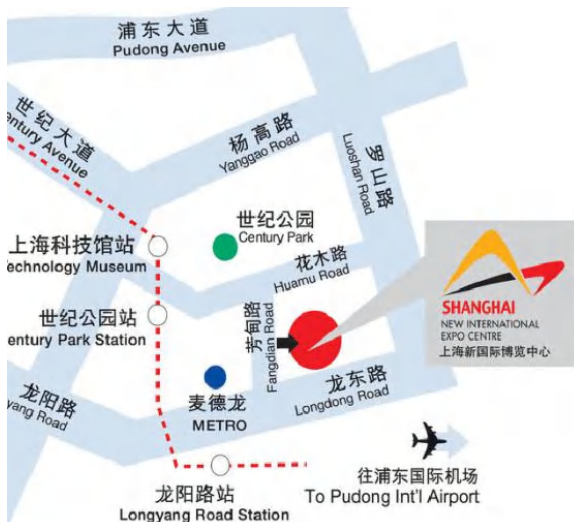 浦东大道
Pudong Avenue
世纪大道
entury Avenue
杨高路
Yanggao Road
罗山路
Luoshan Road
世纪公园
Century Park
上海科技馆站
echnology Museum
花木路
Huamu Road
SHANGHAI
NEW INTERNATIONAL
EXPO CENTRE
上海新国际博览中心
世纪公园站
entury Park Station
芳甸路
Fangdian Road
龙阳路
yang Road
麦德龙
METRO
龙东路
Longdong Road
龙阳路站
Longyang Road Station
往浦东国际机场
To Pudong Int'l Airport